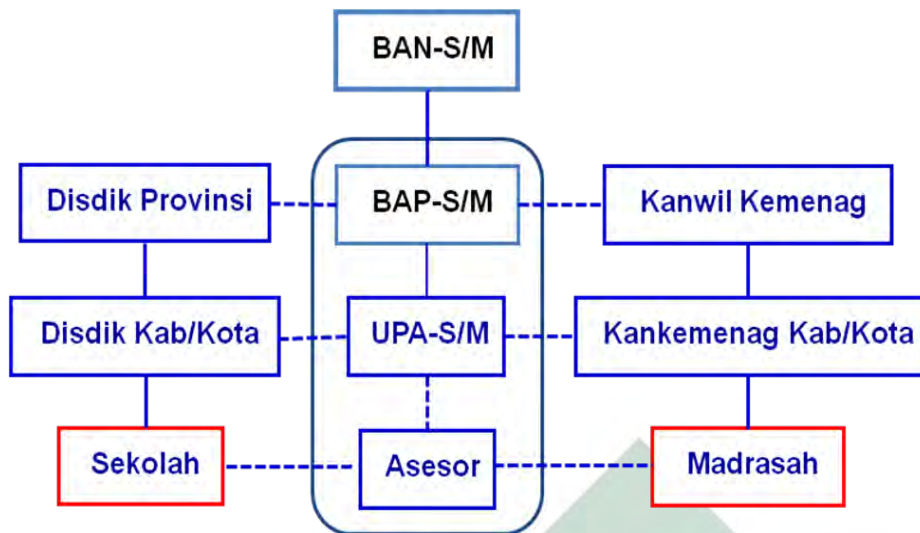 BAN-S/M
Disdik Provinsi
BAP-S/M
Kanwil Kemenag
Disdik Kab/Kota
UPA-S/M
Kankemenag Kab/Kota
Sekolah
Asesor
Madrasah